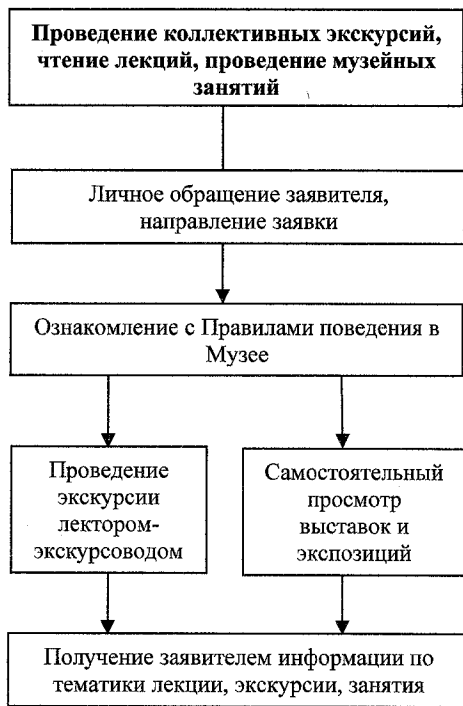 Проведение коллективных экскурсий,
чтение лекций, проведение музейных
занятий
Личное обращение заявителя,
направление заявки
Ознакомление с Правилами поведения в
Музее
Проведение
экскурсии
лектором-
экскурсоводом
Самостоятельный
просмотр
выставок и
экспозиций
Получение заявителем информации по
тематики лекции, экскурсии, занятия